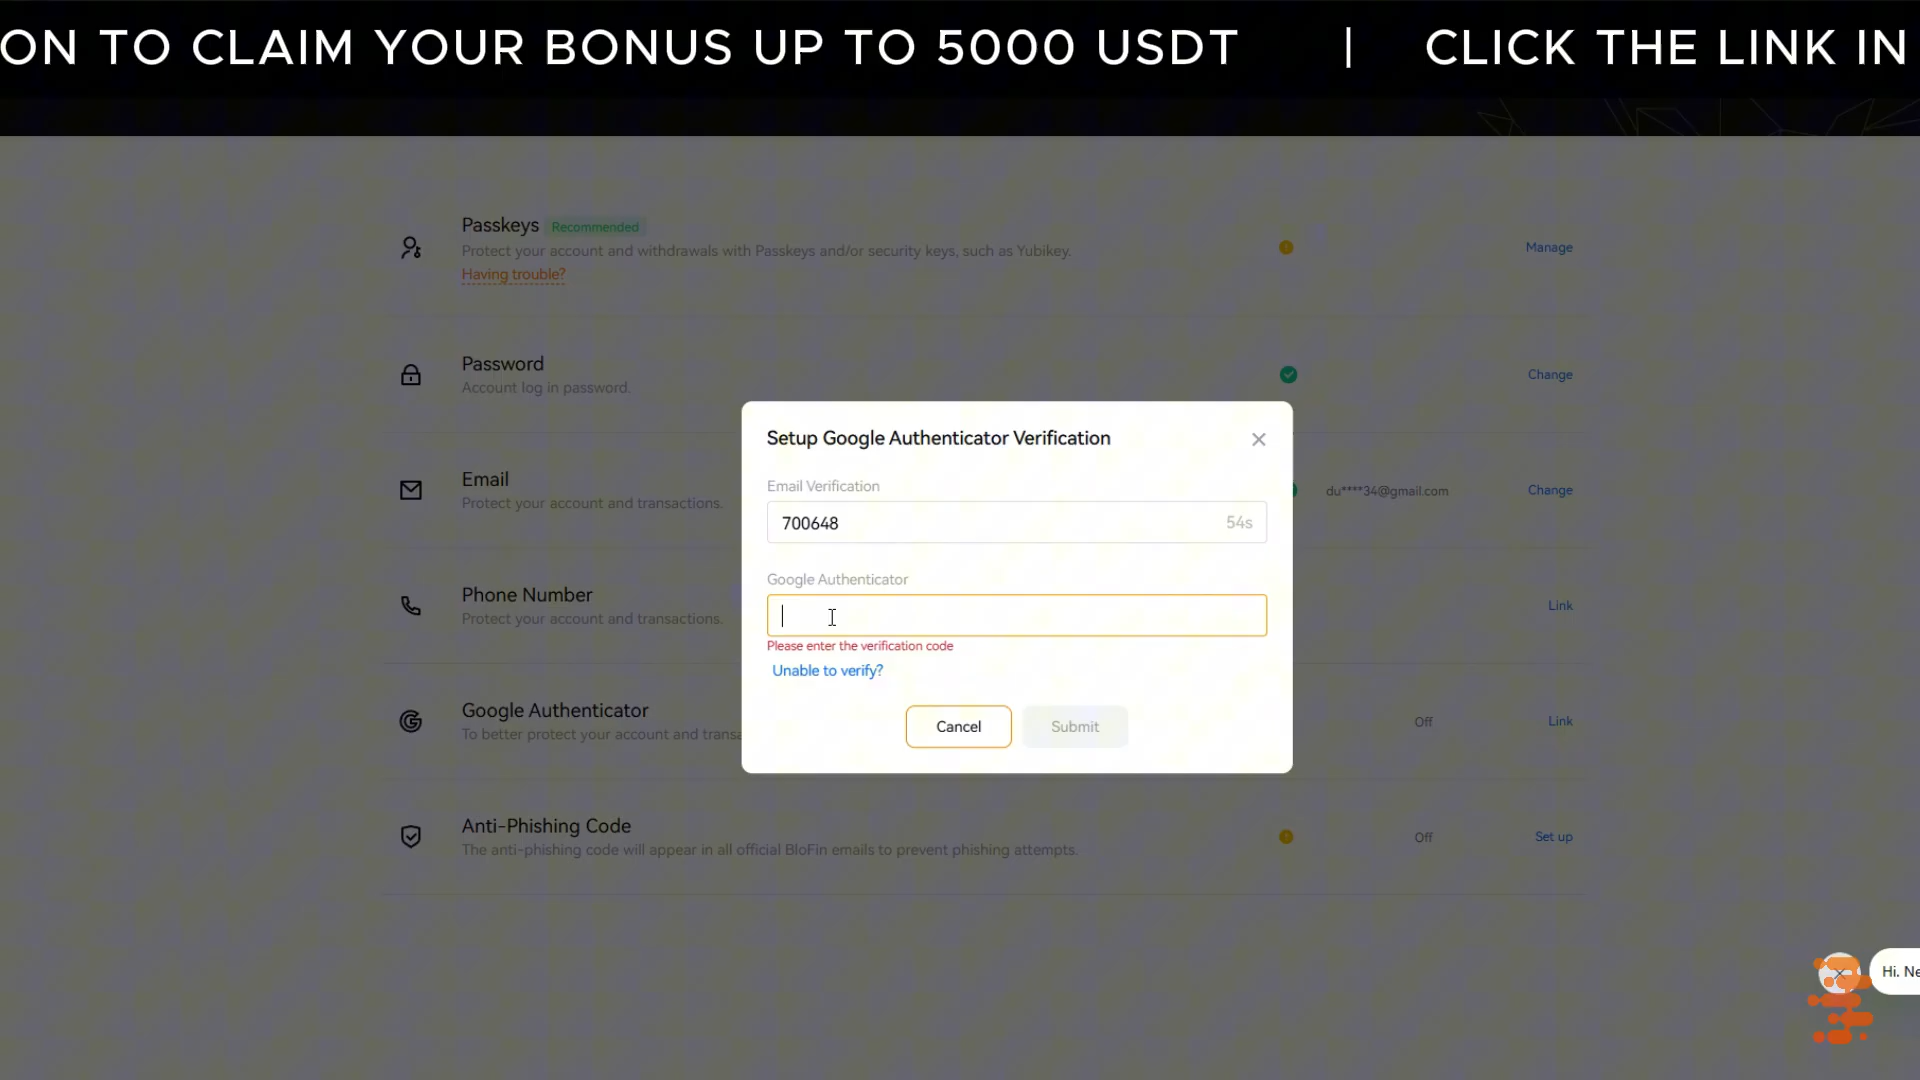 ON TO CLAIM YOUR BONUS UP TO 5000 USDT | CLICK THE LINK IN
Passkeys Recommended
Protect your account and withdrawals with Passkeys and/or security keys, such as Yubikey.
Having trouble?
Manage
Password
Account log in password.
Change
Setup Google Authenticator Verification
Email Verification
700648 54s
Google Authenticator
Please enter the verification code
Unable to verify?
Cancel Submit
Email
Protect your account and transactions.
du****34@gmail.com Change
Phone Number
Protect your account and transactions.
Link
Google Authenticator
To better protect your account and transa
Off Link
Anti-Phishing Code
The anti-phishing code will appear in all official BloFin emails to prevent phishing attempts.
Off Set up
Hi. Ne